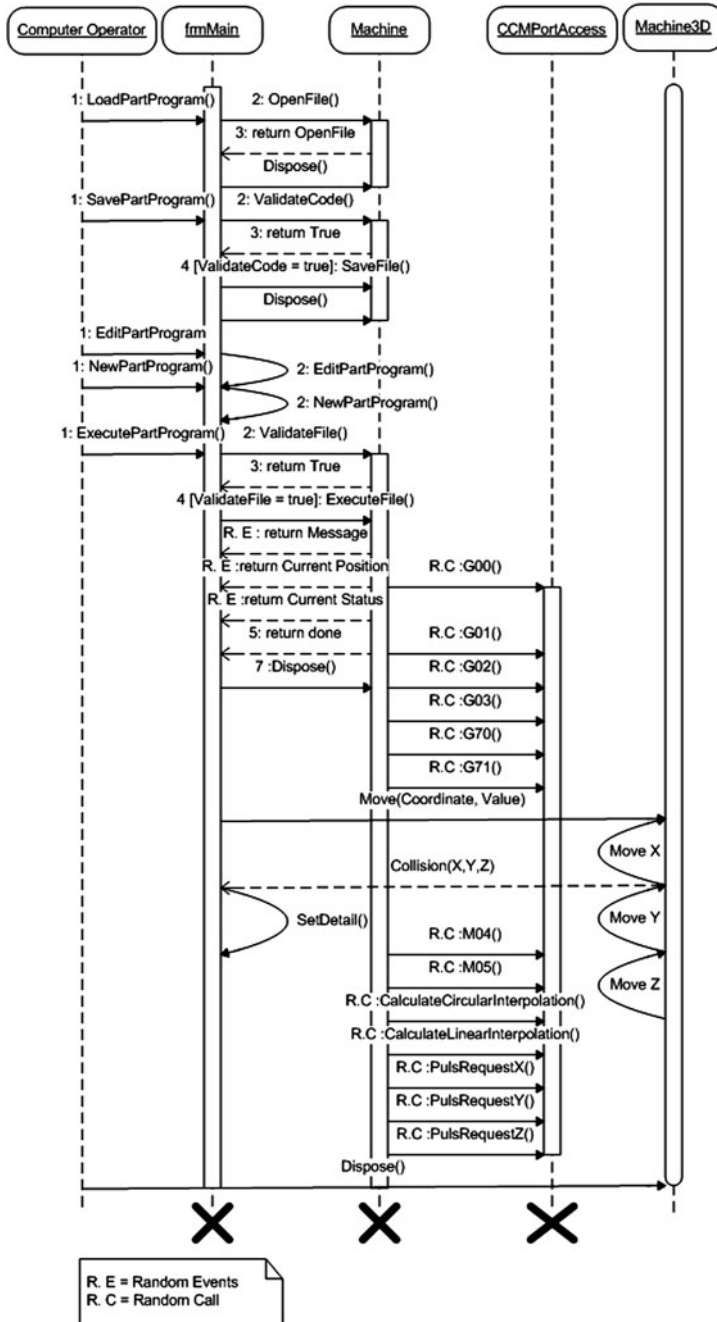 Computer Operator
frmMain
Machine
CCMPortAccess
Machine3D
1: LoadPartProgram()
2: OpenFile()
3: return OpenFile
Dispose()
1: SavePartProgram()
2: ValidateCode()
3: return True
4 [ValidateCode = true]: SaveFile()
Dispose()
1: EditPartProgram
1: NewPartProgram()
2: EditPartProgram()
2: NewPartProgram()
1: ExecutePartProgram()
2: ValidateFile()
3: return True
4 [ValidateFile = true]: ExecuteFile()
R. E : return Message
R. E :return Current Position
R.C :G00()
R. E :return Current Status
5: return done
R.C :G01()
7 :Dispose()
R.C :G02()
R.C :G03()
R.C :G70()
R.C :G71()
Move(Coordinate, Value)
Move X
Collision(X,Y,Z)
SetDetail()
Move Y
R.C :M04()
R.C :M05()
Move Z
R.C :CalculateCircularInterpolation()
R.C :CalculateLinearInterpolation()
R.C :PulsRequestX()
R.C :PulsRequestY()
R.C :PulsRequestZ()
Dispose()
R. E = Random Events
R. C = Random Call